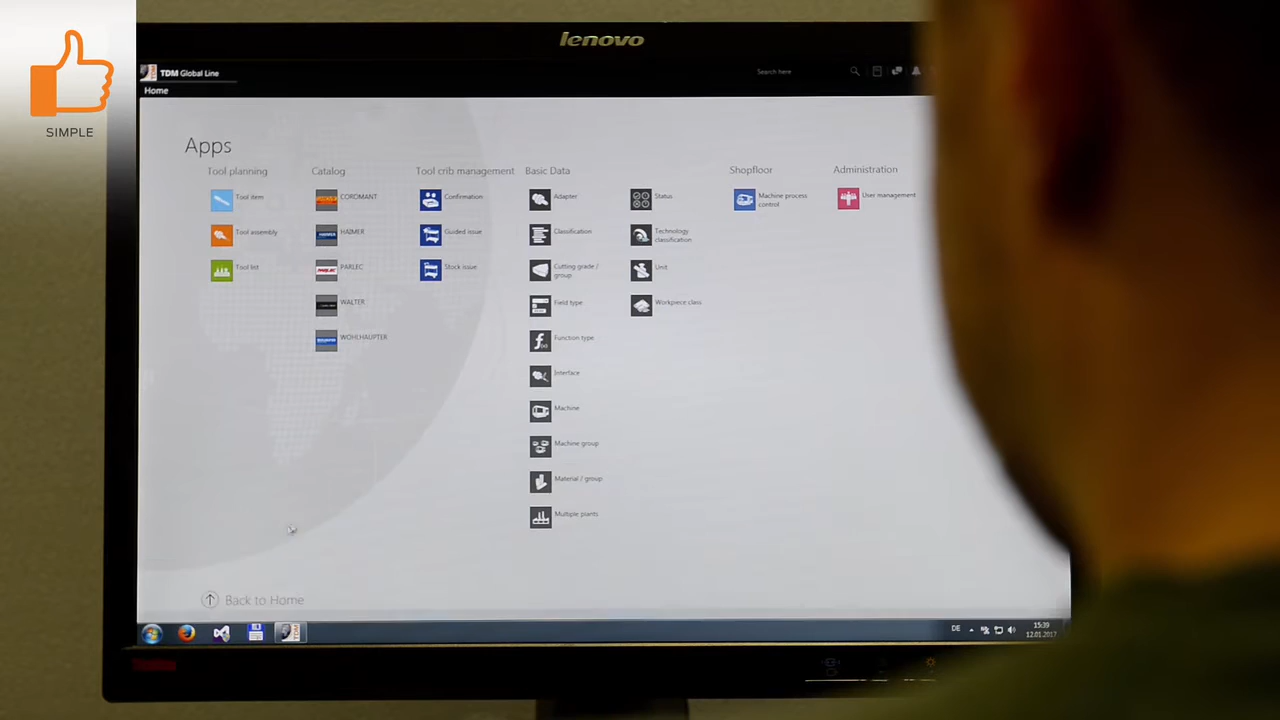 SIMPLE
lenovo
TDM Global Line
Search here
Home
Apps
Tool planning
Tool item
Tool assembly
Tool list
Catalog
COROMANT
HAIMER
PARLEC
WALTER
WOHLHAUPTER
Tool crib management
Confirmation
Guided issue
Stock issue
Basic Data
Adapter
Classification
Cutting grade /
group
Field type
Function type
Interface
Machine
Machine group
Material / group
Multiple plants
Status
Technology
classification
Unit
Workpiece class
Shopfloor
Machine process
control
Administration
User management
Back to Home
DE
15:39
12.01.2017